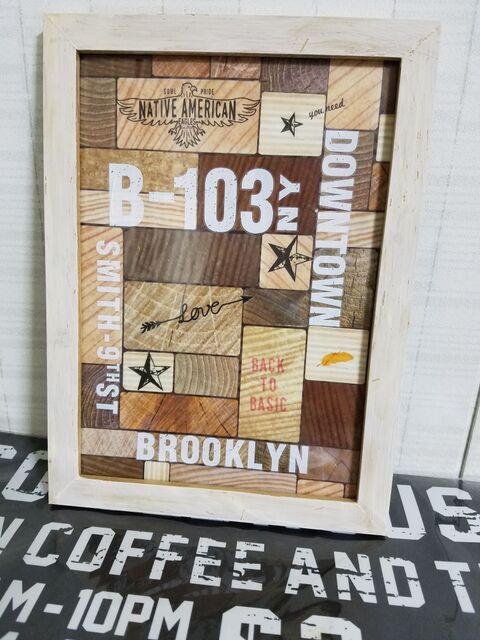 SOUL PRIDE
NATIVE AMERICAN
EAGLES
you need
B-103 NY
DOWNTOWN
SMITH-9THST
Love
BACK
TO
BASIC
BROOKLYN
COFFEE AND
M-10PM